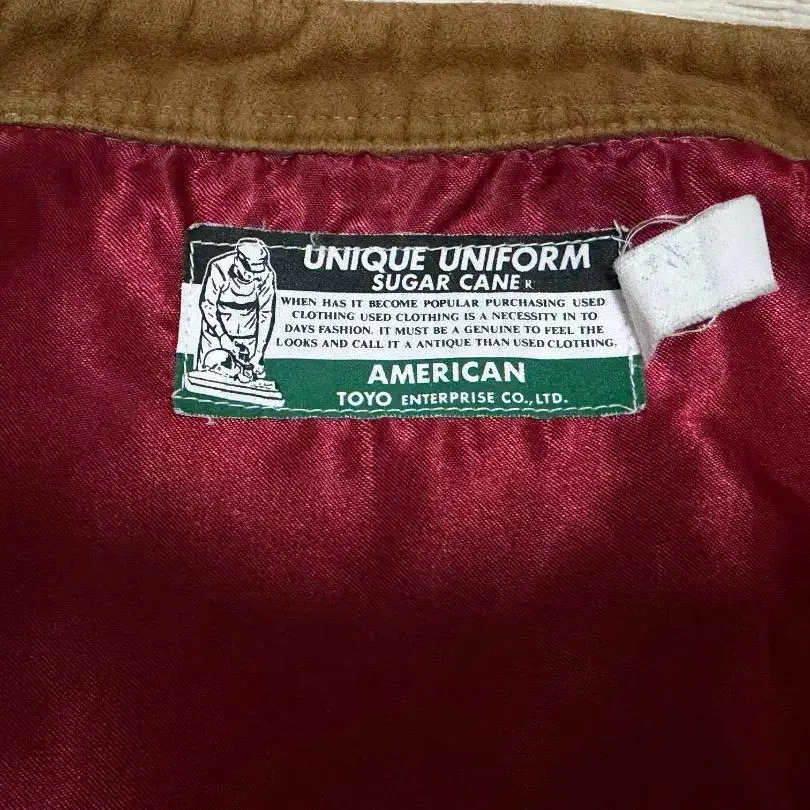 UNIQUE UNIFORM
SUGAR CANE R
WHEN HAS IT BECOME POPULAR PURCHASING USED
CLOTHING USED CLOTHING IS A NECESSITY IN TO
DAYS FASHION. IT MUST BE A GENUINE TO FEEL THE
LOOKS AND CALL IT A ANTIQUE THAN USED CLOTHING.
AMERICAN
TOYO ENTERPRISE CO., LTD.